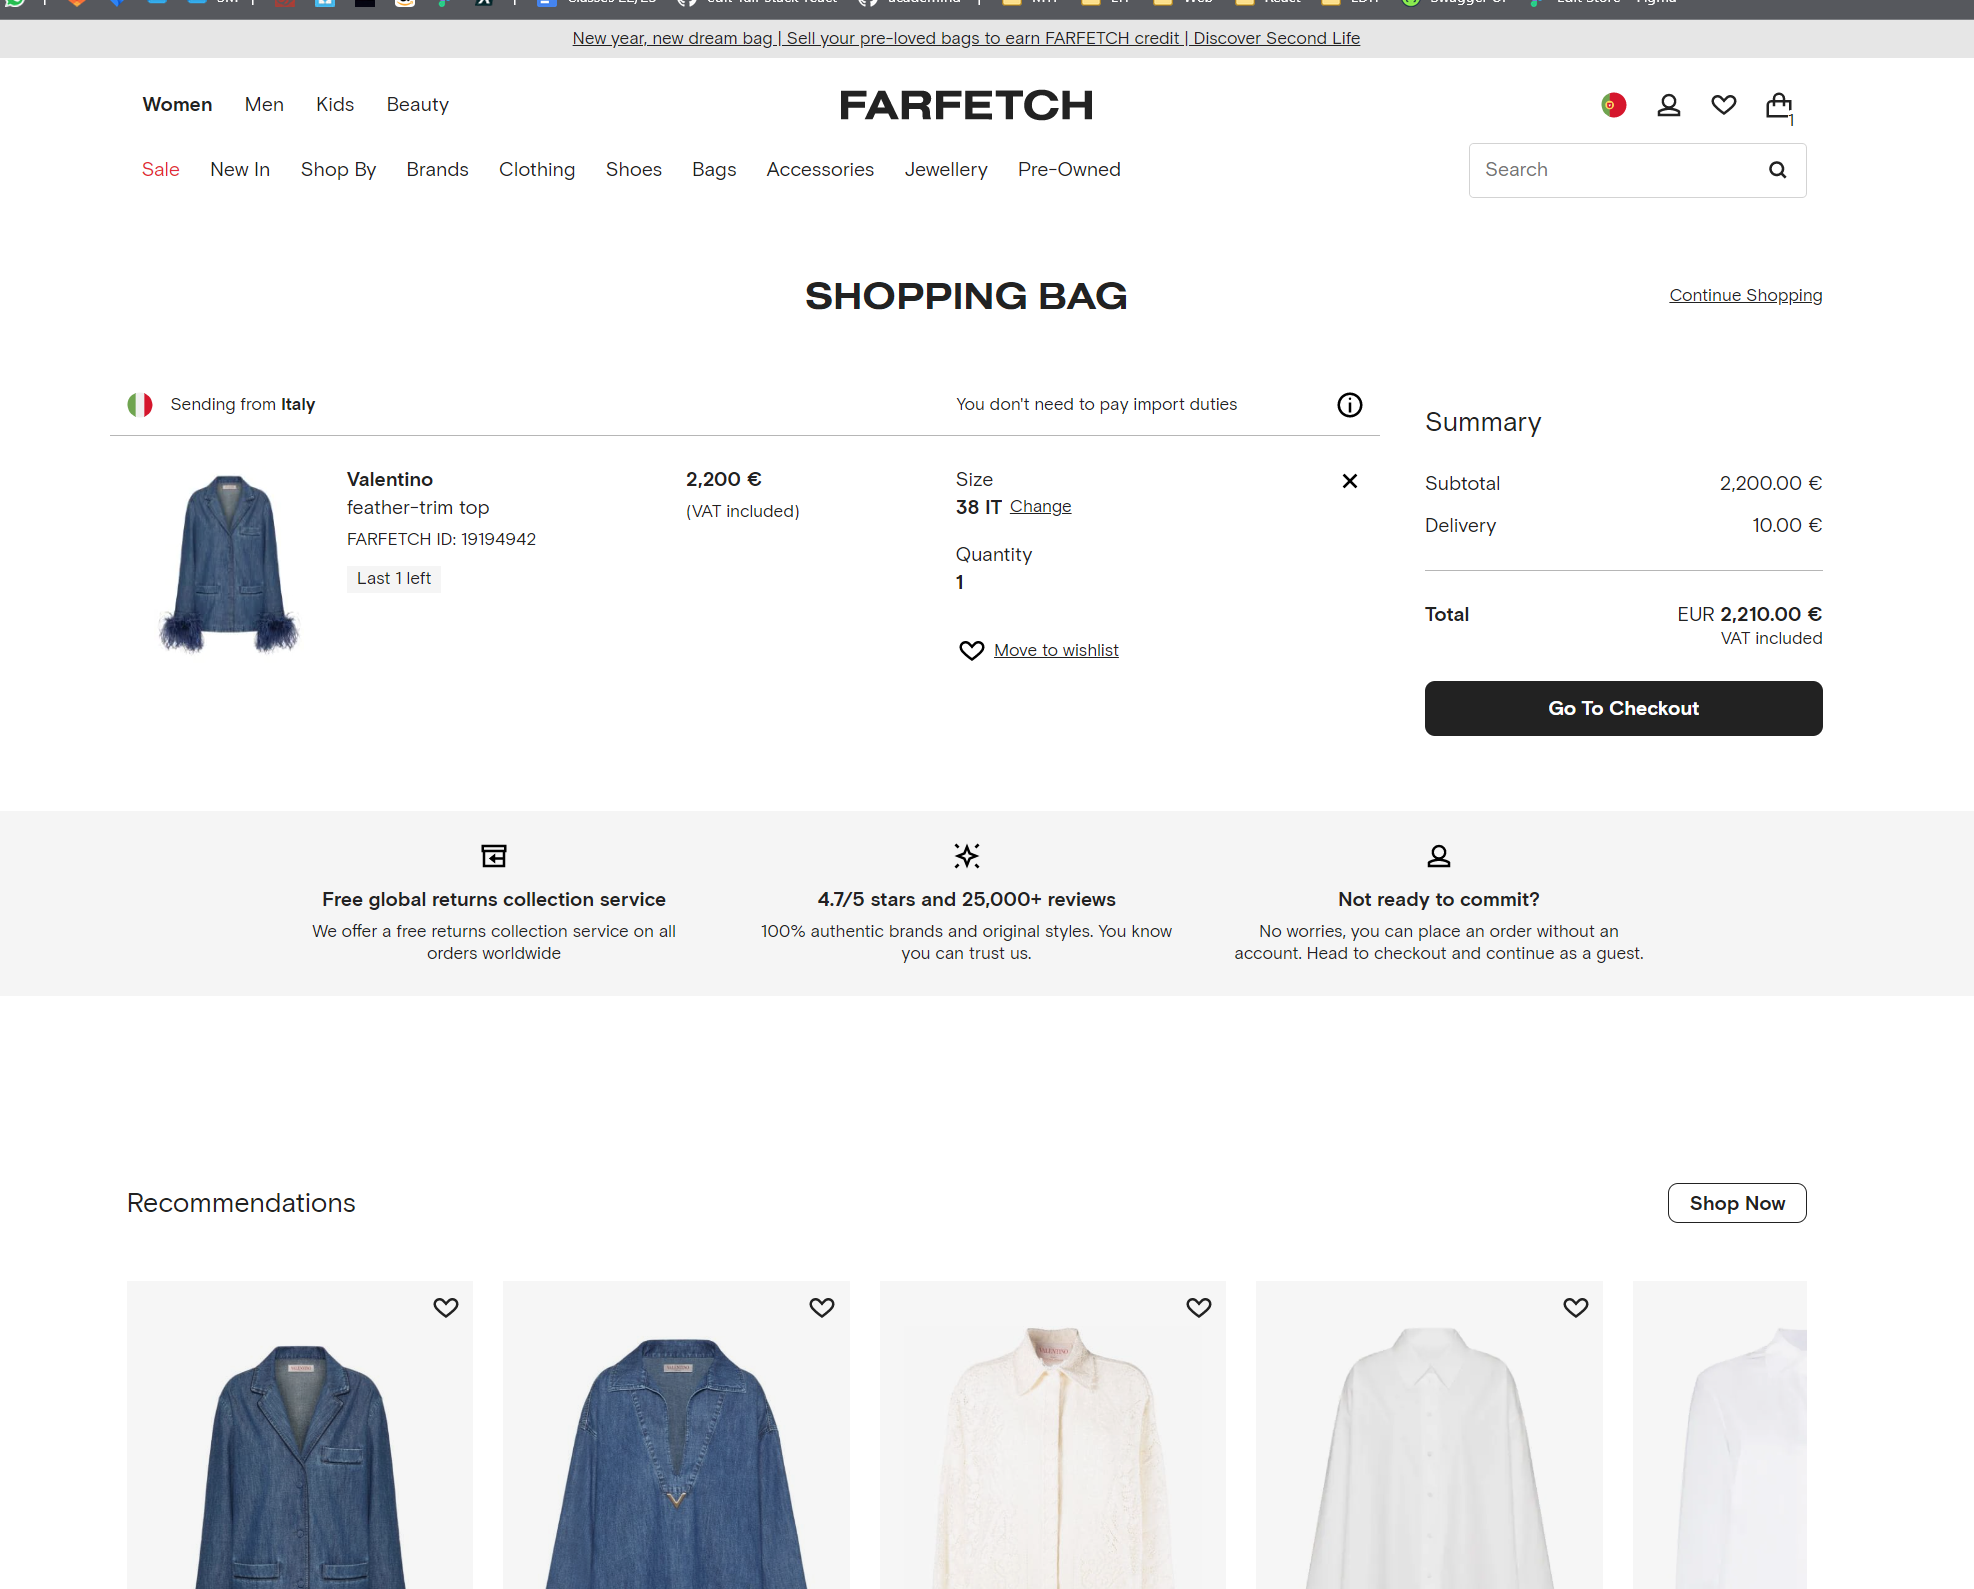 New year, new dream bag | Sell your pre-loved bags to earn FARFETCH credit | Discover Second Life
Women Men Kids Beauty
FARFETCH
1
Sale New In Shop By Brands Clothing Shoes Bags Accessories Jewellery Pre-Owned
Search
SHOPPING BAG
Continue Shopping
Sending from Italy
You don't need to pay import duties
Valentino
feather-trim top
FARFETCH ID: 19194942
Last 1 left
2,200 €
(VAT included)
Size
38 IT Change
Quantity
1
Move to wishlist
Summary
Subtotal 2,200.00 €
Delivery 10.00 €
Total EUR 2,210.00 €
VAT included
Go To Checkout
Free global returns collection service
We offer a free returns collection service on all
orders worldwide
4.7/5 stars and 25,000+ reviews
100% authentic brands and original styles. You know
you can trust us.
Not ready to commit?
No worries, you can place an order without an
account. Head to checkout and continue as a guest.
Recommendations
Shop Now
VALENTINO
VALENTINO
VALENTINO